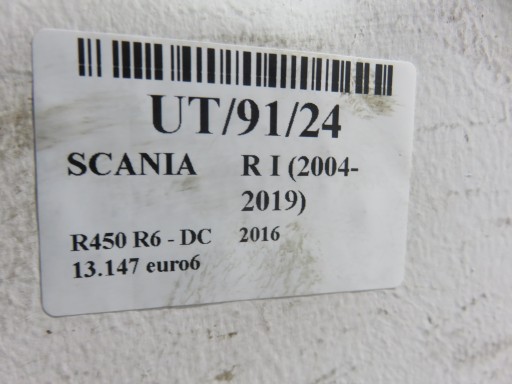 UT/91/24
SCANIA R I (2004-
2019)
R450 R6 - DC 2016
13.147 euro6